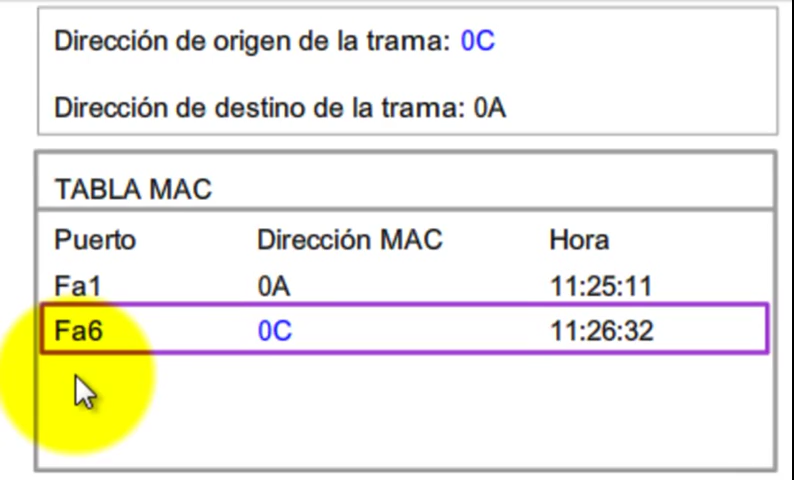 Dirección de origen de la trama: 0C
Dirección de destino de la trama: 0A
TABLA MAC
Puerto Dirección MAC Hora
Fa1 0A 11:25:11
Fa6 0C 11:26:32